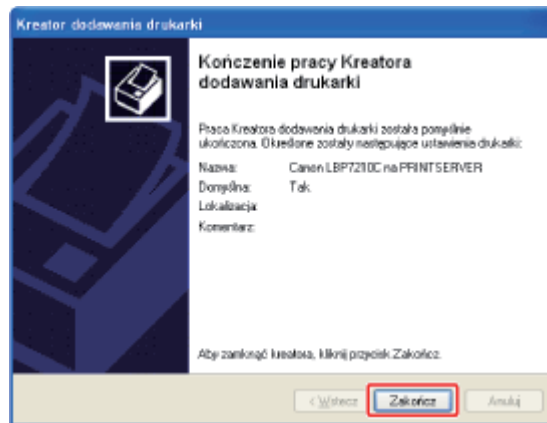 Kreator dodawania drukarki
Kończenie pracy Kreatora
dodawania drukarki
Praca Kreatora dodawania drukarki została pomyślnie
ukończona. Określone zostały następujące ustawienia drukarki:
Nazwa: Canon LBP7210C na PRINTSERVER
Domyślna: Tak
Lokalizacja:
Komentarz:
Aby zamknąć kreatora, kliknij przycisk Zakończ.
< Wstecz Zakończ Anuluj